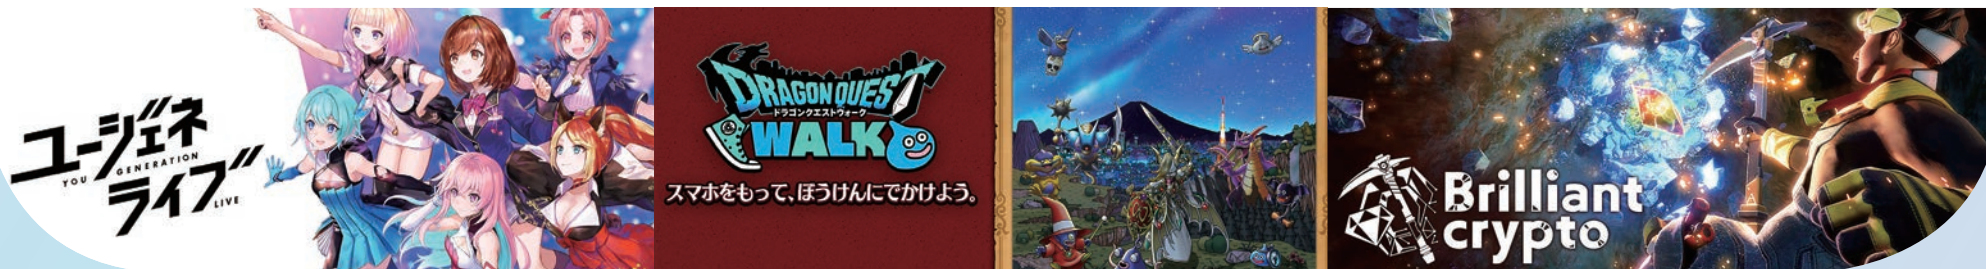 ユージェネ
YOU GENERATION
ライブ
LIVE
DRAGON QUEST
ドラゴンクエストウォーク
WALK
スマホをもって、ぼうけんにでかけよう。
Brilliant
crypto